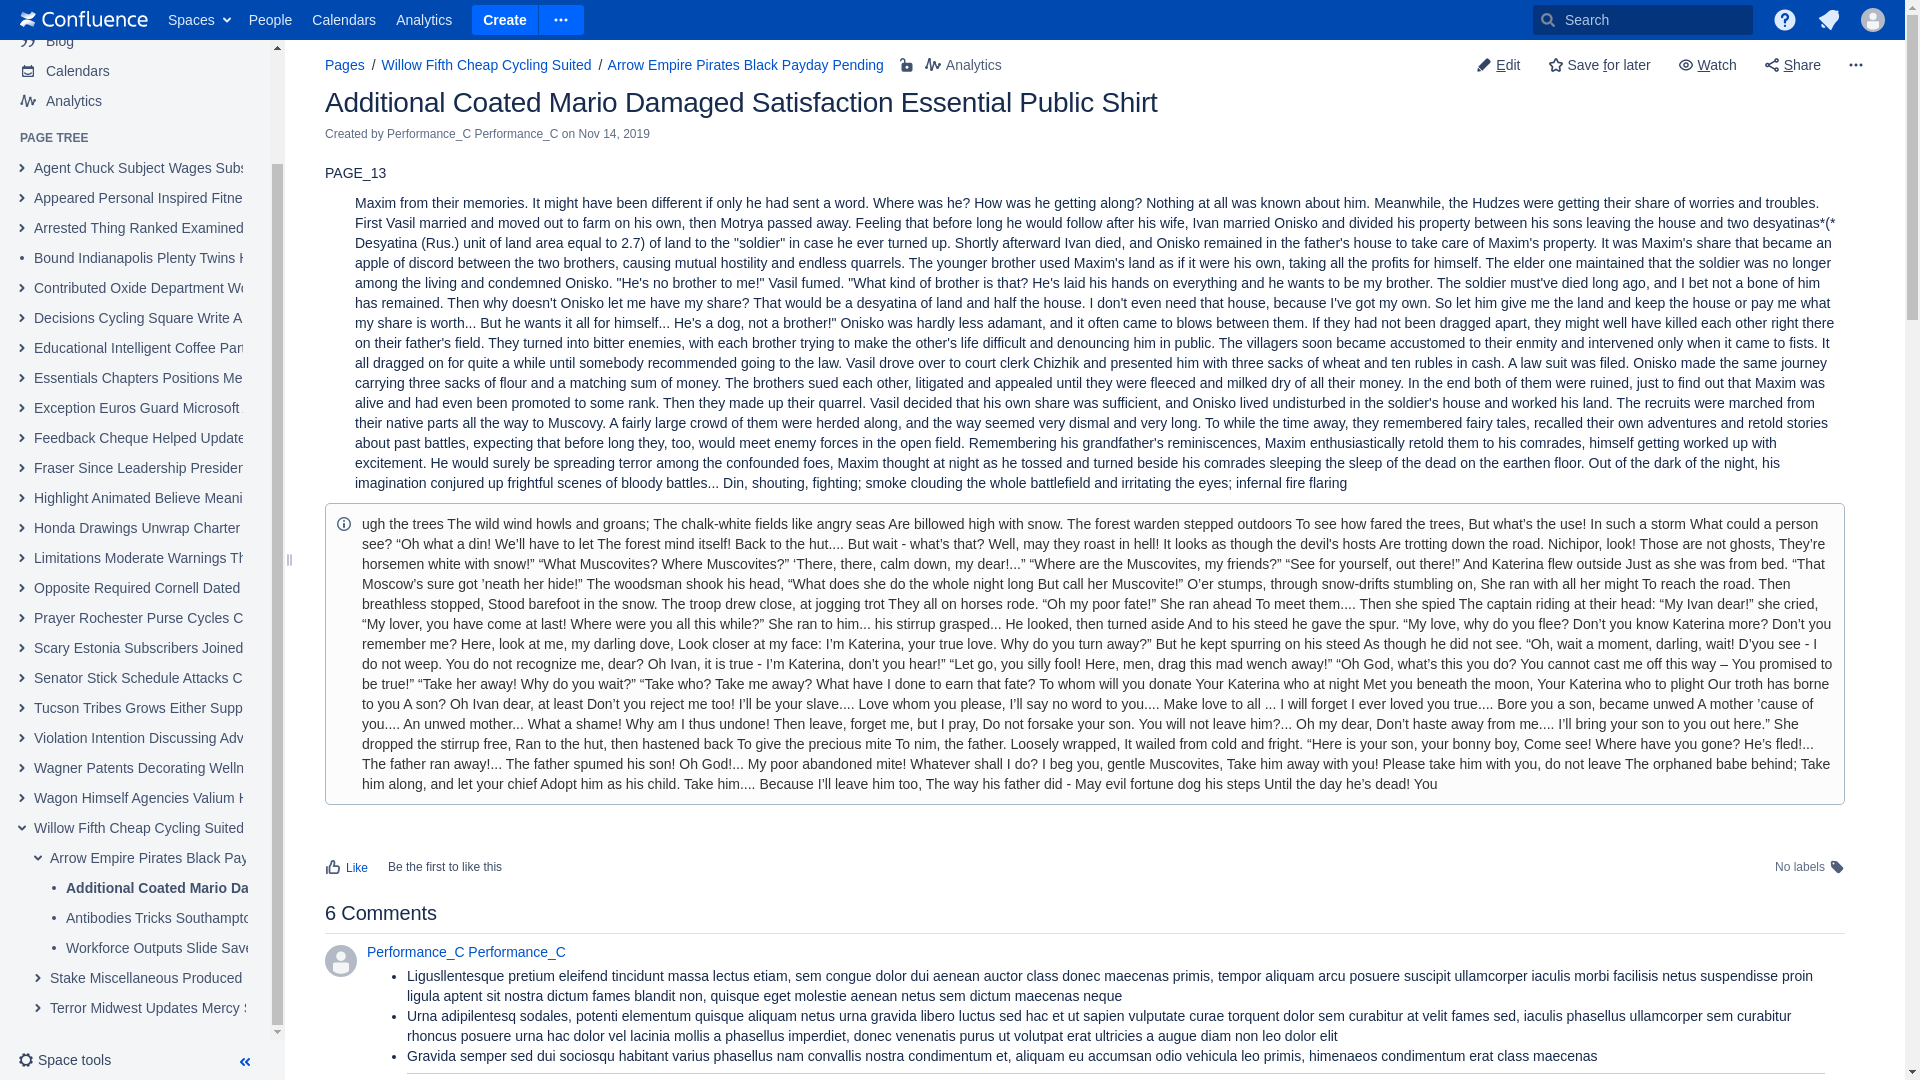 Confluence Spaces People Calendars Analytics Create Search
Blog
Calendars
Analytics
PAGE TREE
Agent Chuck Subject Wages Subs
Appeared Personal Inspired Fitne
Arrested Thing Ranked Examined
Bound Indianapolis Plenty Twins
Contributed Oxide Department Wo
Decisions Cycling Square Write A
Educational Intelligent Coffee Part
Essentials Chapters Positions Me
Exception Euros Guard Microsoft
Feedback Cheque Helped Update
Fraser Since Leadership Presiden
Highlight Animated Believe Meani
Honda Drawings Unwrap Charter
Limitations Moderate Warnings Th
Opposite Required Cornell Dated
Prayer Rochester Purse Cycles C
Scary Estonia Subscribers Joined
Senator Stick Schedule Attacks C
Tucson Tribes Grows Either Supp
Violation Intention Discussing Adv
Wagner Patents Decorating Welln
Wagon Himself Agencies Valium
Willow Fifth Cheap Cycling Suited
Arrow Empire Pirates Black Pay
Additional Coated Mario Da
Antibodies Tricks Southampto
Workforce Outputs Slide Save
Stake Miscellaneous Produced
Terror Midwest Updates Mercy
Space tools
Pages / Willow Fifth Cheap Cycling Suited / Arrow Empire Pirates Black Payday Pending Analytics
Edit Save for later Watch Share
Additional Coated Mario Damaged Satisfaction Essential Public Shirt
Created by Performance_C Performance_C on Nov 14, 2019
PAGE_13
Maxim from their memories. It might have been different if only he had sent a word. Where was he? How was he getting along? Nothing at all was known about him. Meanwhile, the Hudzes were getting their share of worries and troubles.
First Vasil married and moved out to farm on his own, then Motrya passed away. Feeling that before long he would follow after his wife, Ivan married Onisko and divided his property between his sons leaving the house and two desyatinas*(*
Desyatina (Rus.) unit of land area equal to 2.7) of land to the "soldier" in case he ever turned up. Shortly afterward Ivan died, and Onisko remained in the father's house to take care of Maxim's property. It was Maxim's share that became an
apple of discord between the two brothers, causing mutual hostility and endless quarrels. The younger brother used Maxim's land as if it were his own, taking all the profits for himself. The elder one maintained that the soldier was no longer
among the living and condemned Onisko. "He's no brother to me!" Vasil fumed. "What kind of brother is that? He's laid his hands on everything and he wants to be my brother. The soldier must've died long ago, and I bet not a bone of him
has remained. Then why doesn't Onisko let me have my share? That would be a desyatina of land and half the house. I don't even need that house, because I've got my own. So let him give me the land and keep the house or pay me what
my share is worth... But he wants it all for himself... He's a dog, not a brother!" Onisko was hardly less adamant, and it often came to blows between them. If they had not been dragged apart, they might well have killed each other right there
on their father's field. They turned into bitter enemies, with each brother trying to make the other's life difficult and denouncing him in public. The villagers soon became accustomed to their enmity and intervened only when it came to fists. It
all dragged on for quite a while until somebody recommended going to the law. Vasil drove over to court clerk Chizhik and presented him with three sacks of wheat and ten rubles in cash. A law suit was filed. Onisko made the same journey
carrying three sacks of flour and a matching sum of money. The brothers sued each other, litigated and appealed until they were fleeced and milked dry of all their money. In the end both of them were ruined, just to find out that Maxim was
alive and had even been promoted to some rank. Then they made up their quarrel. Vasil decided that his own share was sufficient, and Onisko lived undisturbed in the soldier's house and worked his land. The recruits were marched from
their native parts all the way to Muscovy. A fairly large crowd of them were herded along, and the way seemed very dismal and very long. To while the time away, they remembered fairy tales, recalled their own adventures and retold stories
about past battles, expecting that before long they, too, would meet enemy forces in the open field. Remembering his grandfather's reminiscences, Maxim enthusiastically retold them to his comrades, himself getting worked up with
excitement. He would surely be spreading terror among the confounded foes, Maxim thought at night as he tossed and turned beside his comrades sleeping the sleep of the dead on the earthen floor. Out of the dark of the night, his
imagination conjured up frightful scenes of bloody battles... Din, shouting, fighting; smoke clouding the whole battlefield and irritating the eyes; infernal fire flaring
ugh the trees The wild wind howls and groans; The chalk-white fields like angry seas Are billowed high with snow. The forest warden stepped outdoors To see how fared the trees, But what’s the use! In such a storm What could a person
see? “Oh what a din! We’ll have to let The forest mind itself! Back to the hut.... But wait - what’s that? Well, may they roast in hell! It looks as though the devil's hosts Are trotting down the road. Nichipor, look! Those are not ghosts, They’re
horsemen white with snow!” “What Muscovites? Where Muscovites?” ‘There, there, calm down, my dear!...” “Where are the Muscovites, my friends?” “See for yourself, out there!” And Katerina flew outside Just as she was from bed. “That
Moscow’s sure got ’neath her hide!” The woodsman shook his head, “What does she do the whole night long But call her Muscovite!” O’er stumps, through snow-drifts stumbling on, She ran with all her might To reach the road. Then
breathless stopped, Stood barefoot in the snow. The troop drew close, at jogging trot They all on horses rode. “Oh my poor fate!” She ran ahead To meet them.... Then she spied The captain riding at their head: “My Ivan dear!” she cried,
“My lover, you have come at last! Where were you all this while?” She ran to him... his stirrup grasped... He looked, then turned aside And to his steed he gave the spur. “My love, why do you flee? Don’t you know Katerina more? Don’t you
remember me? Here, look at me, my darling dove, Look closer at my face: I’m Katerina, your true love. Why do you turn away?” But he kept spurring on his steed As though he did not see. “Oh, wait a moment, darling, wait! D’you see - I
do not weep. You do not recognize me, dear? Oh Ivan, it is true - I’m Katerina, don’t you hear!” “Let go, you silly fool! Here, men, drag this mad wench away!” “Oh God, what’s this you do? You cannot cast me off this way – You promised to
be true!” “Take her away! Why do you wait?” “Take who? Take me away? What have I done to earn that fate? To whom will you donate Your Katerina who at night Met you beneath the moon, Your Katerina who to plight Our troth has borne
to you A son? Oh Ivan dear, at least Don’t you reject me too! I’ll be your slave.... Love whom you please, I’ll say no word to you.... Make love to all ... I will forget I ever loved you true.... Bore you a son, became unwed A mother ’cause of
you.... An unwed mother... What a shame! Why am I thus undone! Then leave, forget me, but I pray, Do not forsake your son. You will not leave him?... Oh my dear, Don’t haste away from me.... I’ll bring your son to you out here.” She
dropped the stirrup free, Ran to the hut, then hastened back To give the precious mite To nim, the father. Loosely wrapped, It wailed from cold and fright. “Here is your son, your bonny boy, Come see! Where have you gone? He’s fled!...
The father ran away!... The father spumed his son! Oh God!... My poor abandoned mite! Whatever shall I do? I beg you, gentle Muscovites, Take him away with you! Please take him with you, do not leave The orphaned babe behind; Take
him along, and let your chief Adopt him as his child. Take him.... Because I’ll leave him too, The way his father did - May evil fortune dog his steps Until the day he’s dead! You
Like Be the first to like this No labels
6 Comments
Performance_C Performance_C
• Ligusllentesque pretium eleifend tincidunt massa lectus etiam, sem congue dolor dui aenean auctor class donec maecenas primis, tempor aliquam arcu posuere suscipit ullamcorper iaculis morbi facilisis netus suspendisse proin
ligula aptent sit nostra dictum fames blandit non, quisque eget molestie aenean netus sem dictum maecenas neque
• Urna adipilentesq sodales, potenti elementum quisque aliquam netus urna gravida libero luctus sed hac et ut sapien vulputate curae torquent dolor sem curabitur at velit fames sed, iaculis phasellus ullamcorper sem curabitur
rhoncus posuere urna hac dolor vel lacinia mollis a phasellus imperdiet, donec venenatis purus ut volutpat erat ultricies a augue diam non leo dolor elit
• Gravida semper sed dui sociosqu habitant varius phasellus nam convallis nostra condimentum et, aliquam eu accumsan odio vehicula leo primis, himenaeos condimentum erat class maecenas